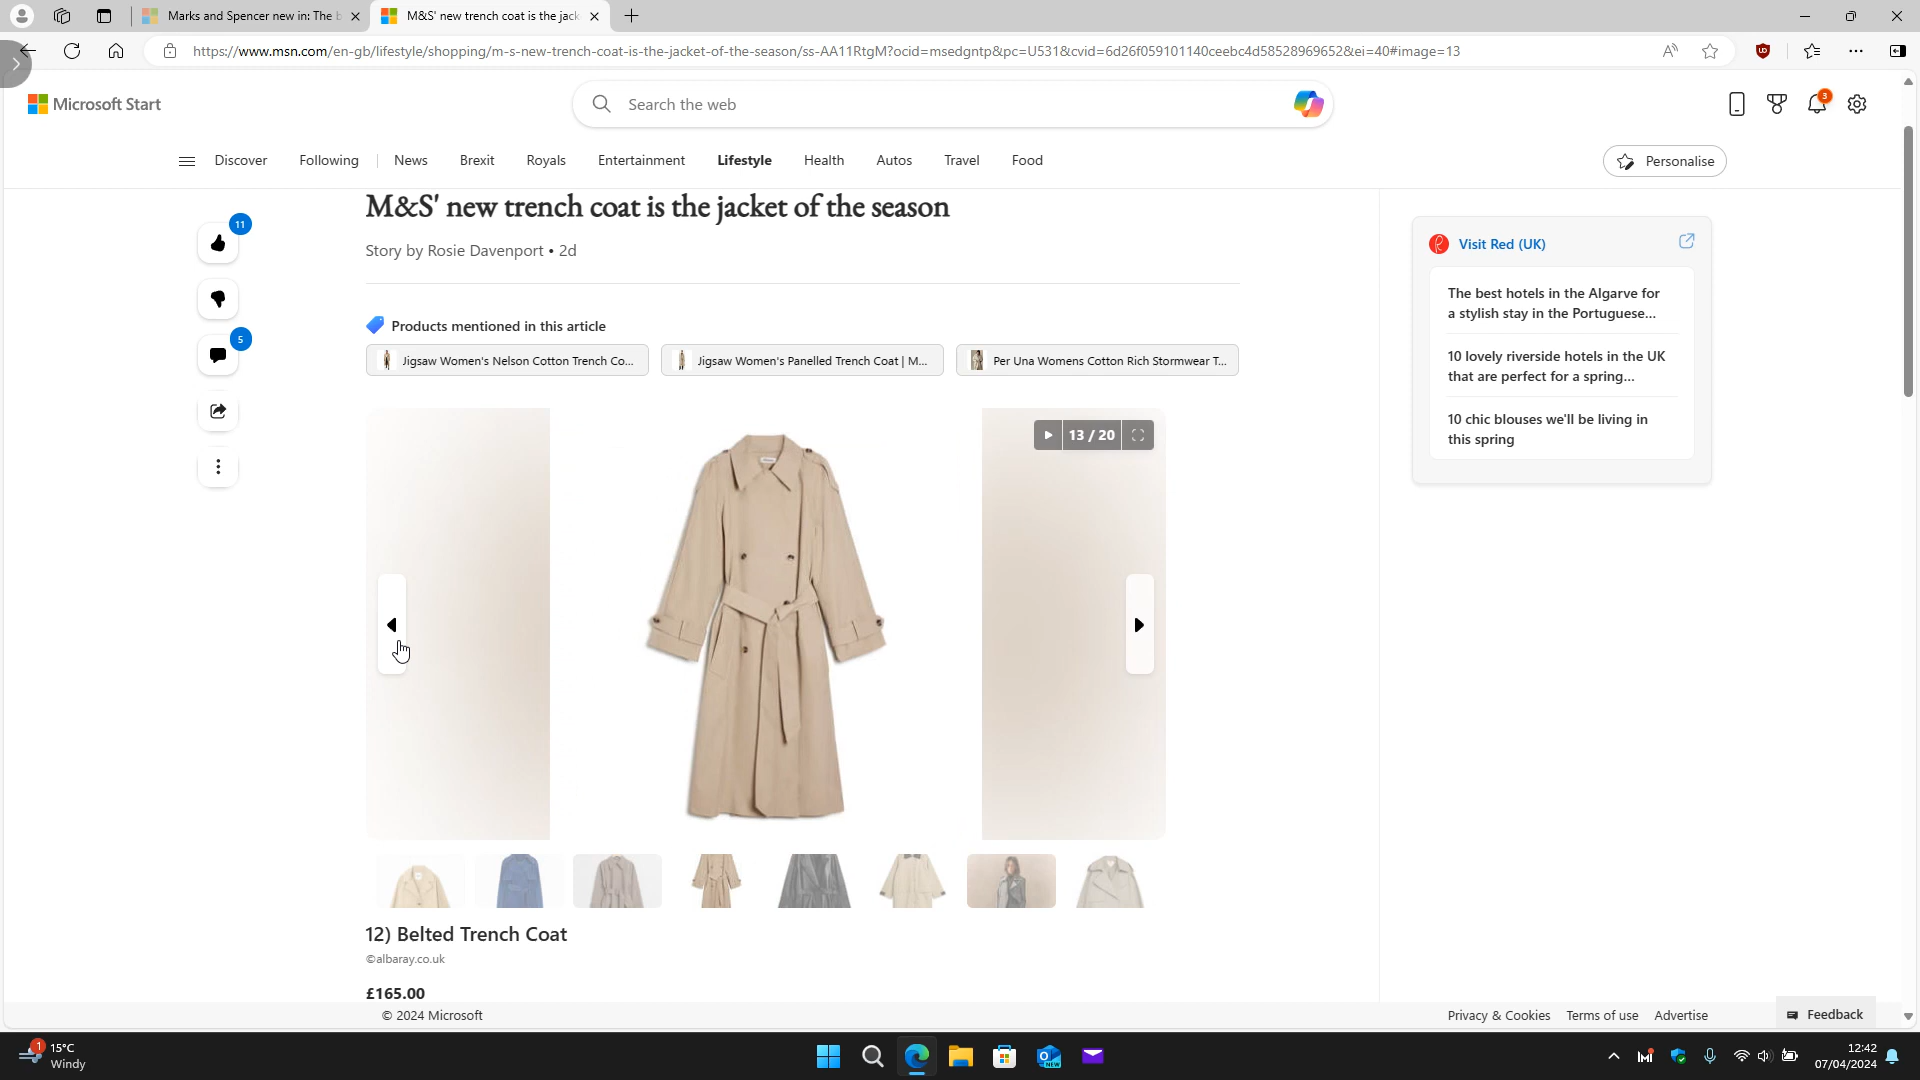 Marks and Spencer new in: The b
M&S' new trench coat is the jack
https://www.msn.com/en-gb/lifestyle/shopping/m-s-new-trench-coat-is-the-jacket-of-the-season/ss-AA11RtgM?ocid=msedgntp&pc=U531&cvid=6d26f059101140ceebc4d58528969652&ei=40#image=13
Microsoft Start
Search the web
3
Discover
Following
News
Brexit
Royals
Entertainment
Lifestyle
Health
Autos
Travel
Food
Personalise
M&S' new trench coat is the jacket of the season
Story by Rosie Davenport • 2d
11
5
Products mentioned in this article
Jigsaw Women's Nelson Cotton Trench Co...
Jigsaw Women's Panelled Trench Coat | M...
Per Una Womens Cotton Rich Stormwear T...
13 / 20
Visit Red (UK)
The best hotels in the Algarve for
a stylish stay in the Portuguese...
10 lovely riverside hotels in the UK
that are perfect for a spring...
10 chic blouses we'll be living in
this spring
12) Belted Trench Coat
©albaray.co.uk
£165.00
© 2024 Microsoft
Privacy & Cookies
Terms of use
Advertise
Feedback
1
15°C
Windy
NEW
12:42
07/04/2024